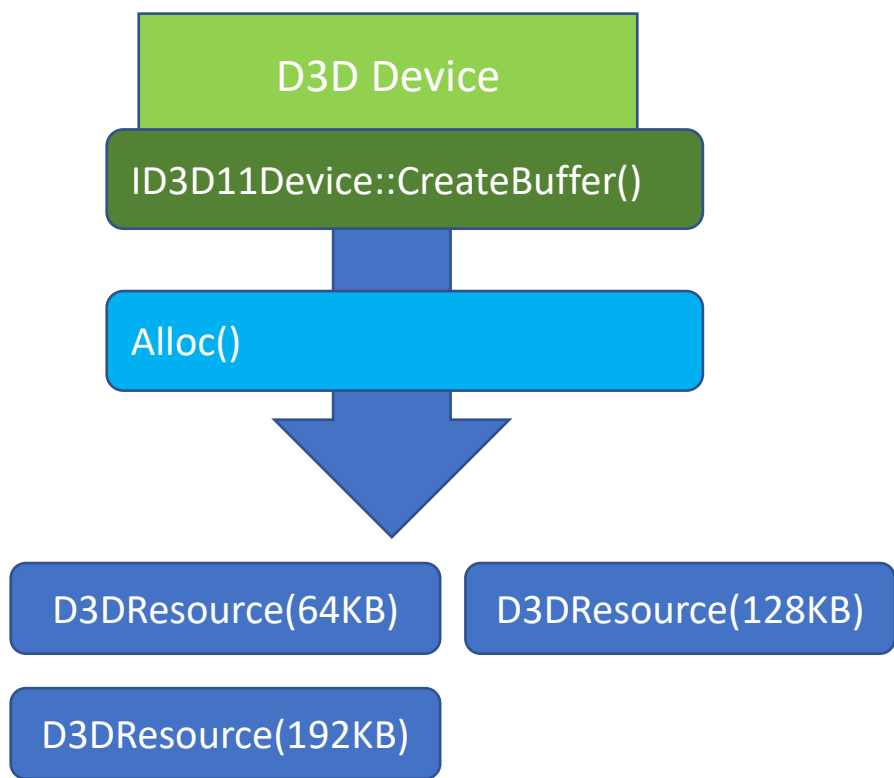 D3D Device
ID3D11Device::CreateBuffer()
Alloc()
D3DResource(64KB)
D3DResource(128KB)
D3DResource(192KB)